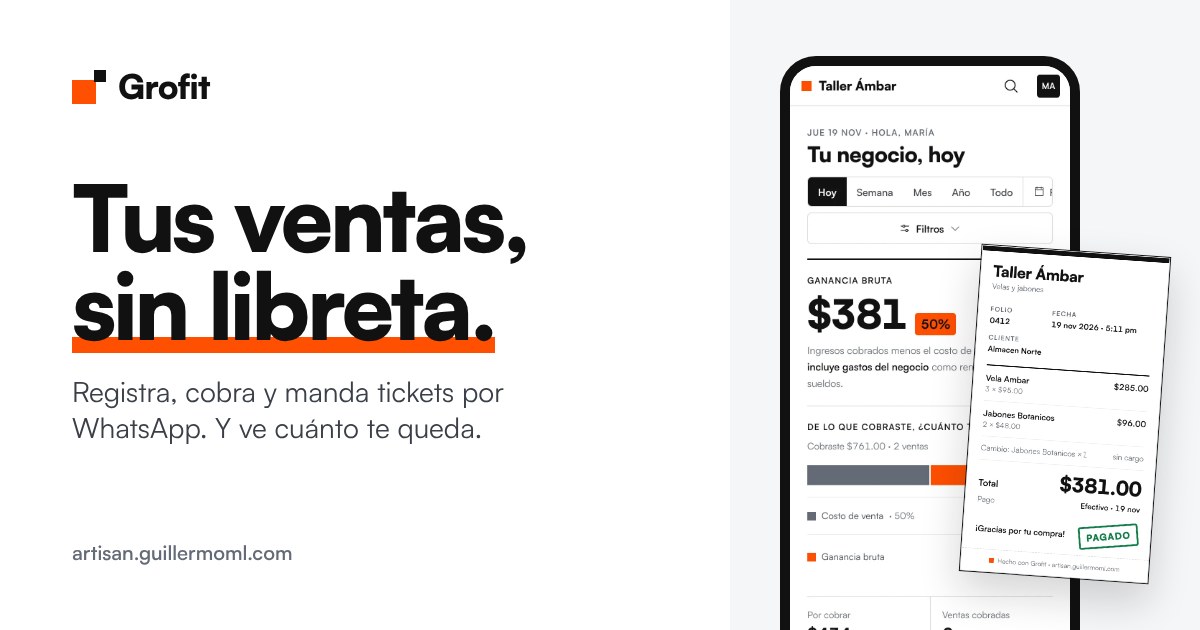 Grofit
Tus ventas,
sin libreta.
Registra, cobra y manda tickets por
WhatsApp. Y ve cuánto te queda.
artisan.guillermoml.com
Taller Ámbar
MA
JUE 19 NOV · HOLA, MARÍA
Tu negocio, hoy
Hoy Semana Mes Año Todo
Filtros
GANANCIA BRUTA
$381 50%
Ingresos cobrados menos el costo de
incluye gastos del negocio como
sueldos.
DE LO QUE COBRASTE, ¿CUÁNTO
Cobraste $761.00 · 2 ventas
Costo de venta · 50%
Ganancia bruta
Por cobrar
Ventas cobradas
Taller Ámbar
Velas y jabones
FOLIO
0412
FECHA
19 nov 2026 · 5:11 pm
CLIENTE
Almacen Norte
Vela Ambar $285.00
3 × $95.00
Jabones Botanicos $96.00
2 × $48.00
Cambio: Jabones Botanicos ×1 sin cargo
Total $381.00
Pago Efectivo · 19 nov
¡Gracias por tu compra! PAGADO
Hecho con Grofit · artisan.guillermoml.com